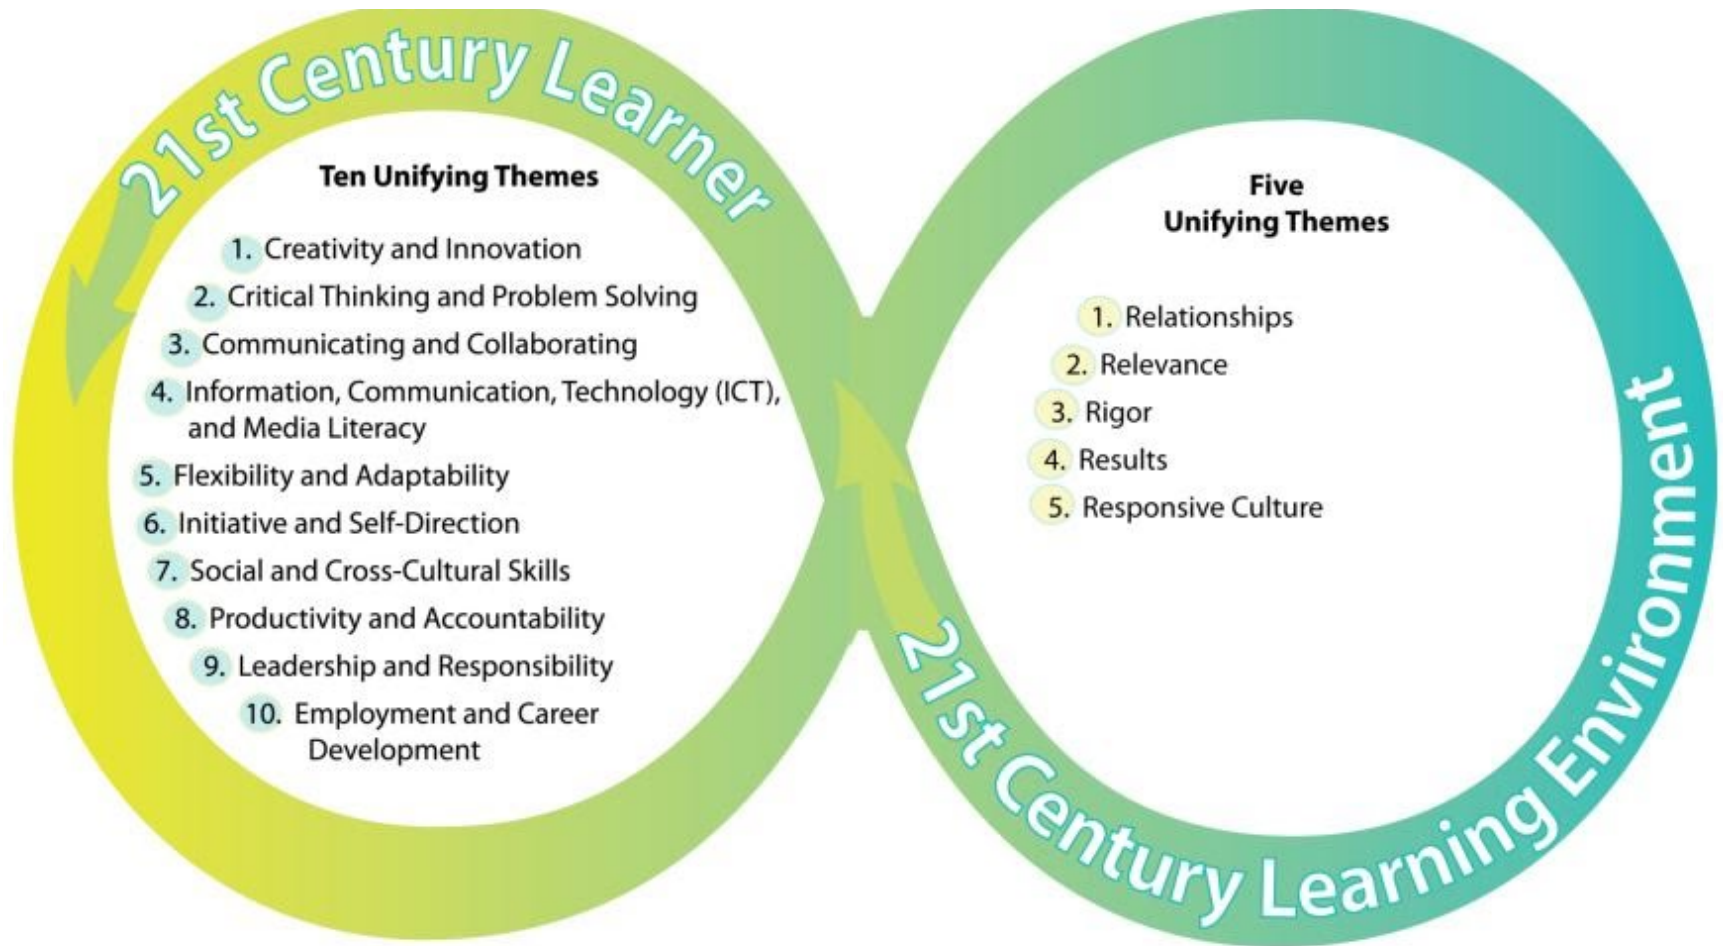 21st Century Learner
Ten Unifying Themes
1. Creativity and Innovation
2. Critical Thinking and Problem Solving
3. Communicating and Collaborating
4. Information, Communication, Technology (ICT),
and Media Literacy
5. Flexibility and Adaptability
6. Initiative and Self-Direction
7. Social and Cross-Cultural Skills
8. Productivity and Accountability
9. Leadership and Responsibility
10. Employment and Career
Development
Five
Unifying Themes
1. Relationships
2. Relevance
3. Rigor
4. Results
5. Responsive Culture
21st Century Learning Environment